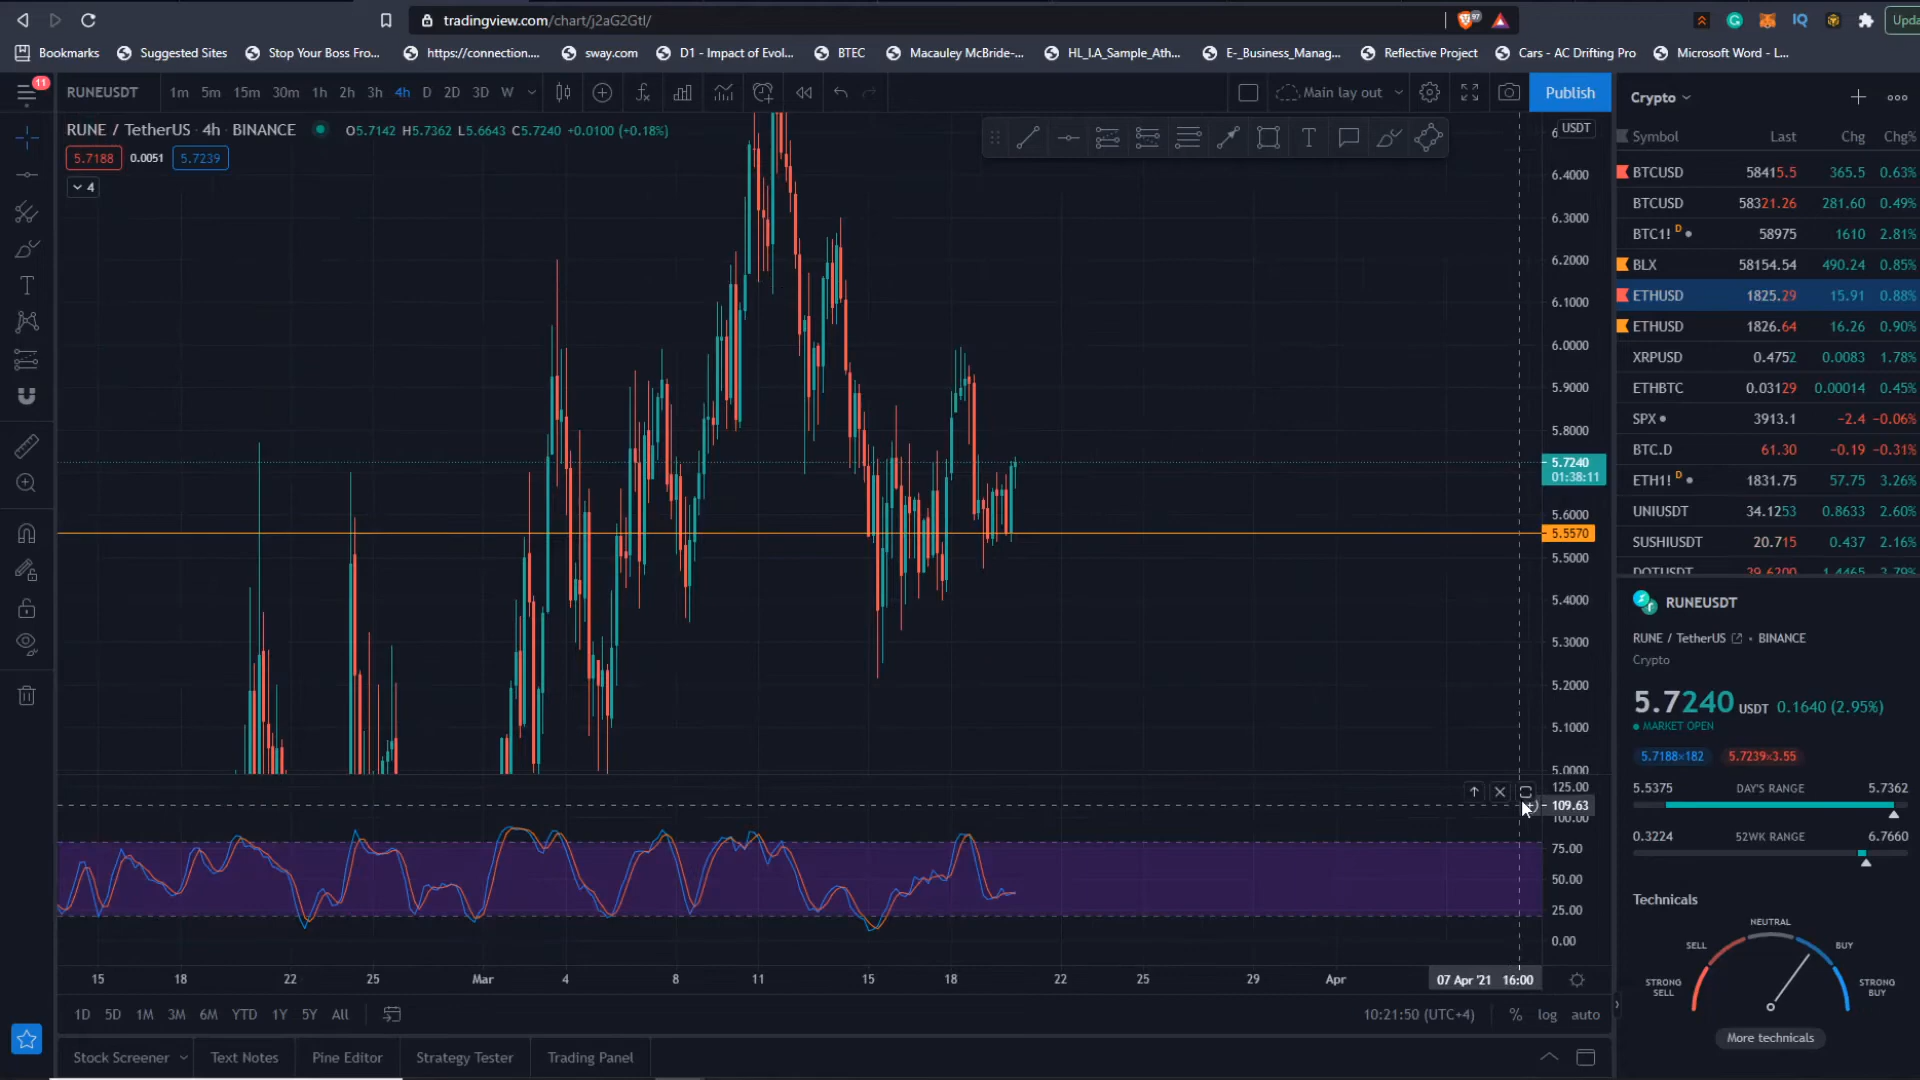 tradingview.com/chart/j2aG2Gtl/
97
Upda
Bookmarks Suggested Sites Stop Your Boss Fro... https://connection.... sway.com D1 - Impact of Evol... BTEC Macauley McBride-... HL_I.A_Sample_Ath... E-_Business_Manag... Reflective Project Cars - AC Drifting Pro Microsoft Word - L...
11
RUNEUSDT 1m 5m 15m 30m 1h 2h 3h 4h D 2D 3D W Main lay out Publish
Crypto
RUNE / TetherUS · 4h · BINANCE O5.7142 H5.7362 L5.6643 C5.7240 +0.0100 (+0.18%)
5.7188 0.0051 5.7239
4
USDT
6.4000
6.3000
6.2000
6.1000
6.0000
5.9000
5.8000
5.7240
01:38:11
5.6000
5.5570
5.5000
5.4000
5.3000
5.2000
5.1000
5.0000
125.00
109.63
100.00
75.00
50.00
25.00
0.00
15 18 22 25 Mar 4 8 11 15 18 22 25 29 Apr 07 Apr '21 16:00
1D 5D 1M 3M 6M YTD 1Y 5Y All 10:21:50 (UTC+4) % log auto
Stock Screener Text Notes Pine Editor Strategy Tester Trading Panel
Symbol Last Chg Chg%
BTCUSD 58415.5 365.5 0.63%
BTCUSD 58321.26 281.60 0.49%
BTC1! D 58975 1610 2.81%
BLX 58154.54 490.24 0.85%
ETHUSD 1825.29 15.91 0.88%
ETHUSD 1826.64 16.26 0.90%
XRPUSD 0.4752 0.0083 1.78%
ETHBTC 0.03129 0.00014 0.45%
SPX 3913.1 −2.4 −0.06%
BTC.D 61.30 −0.19 −0.31%
ETH1! D 1831.75 57.75 3.26%
UNIUSDT 34.1253 0.8633 2.60%
SUSHIUSDT 20.715 0.437 2.16%
DOTUSDT 39.6200 1.4465 3.79%
RUNEUSDT
RUNE / TetherUS • BINANCE
Crypto
5.7240 USDT 0.1640 (2.95%)
MARKET OPEN
5.7188×182 5.7239×3.55
5.5375 DAY'S RANGE 5.7362
0.3224 52WK RANGE 6.7660
Technicals
NEUTRAL
SELL BUY
STRONG SELL STRONG BUY
More technicals